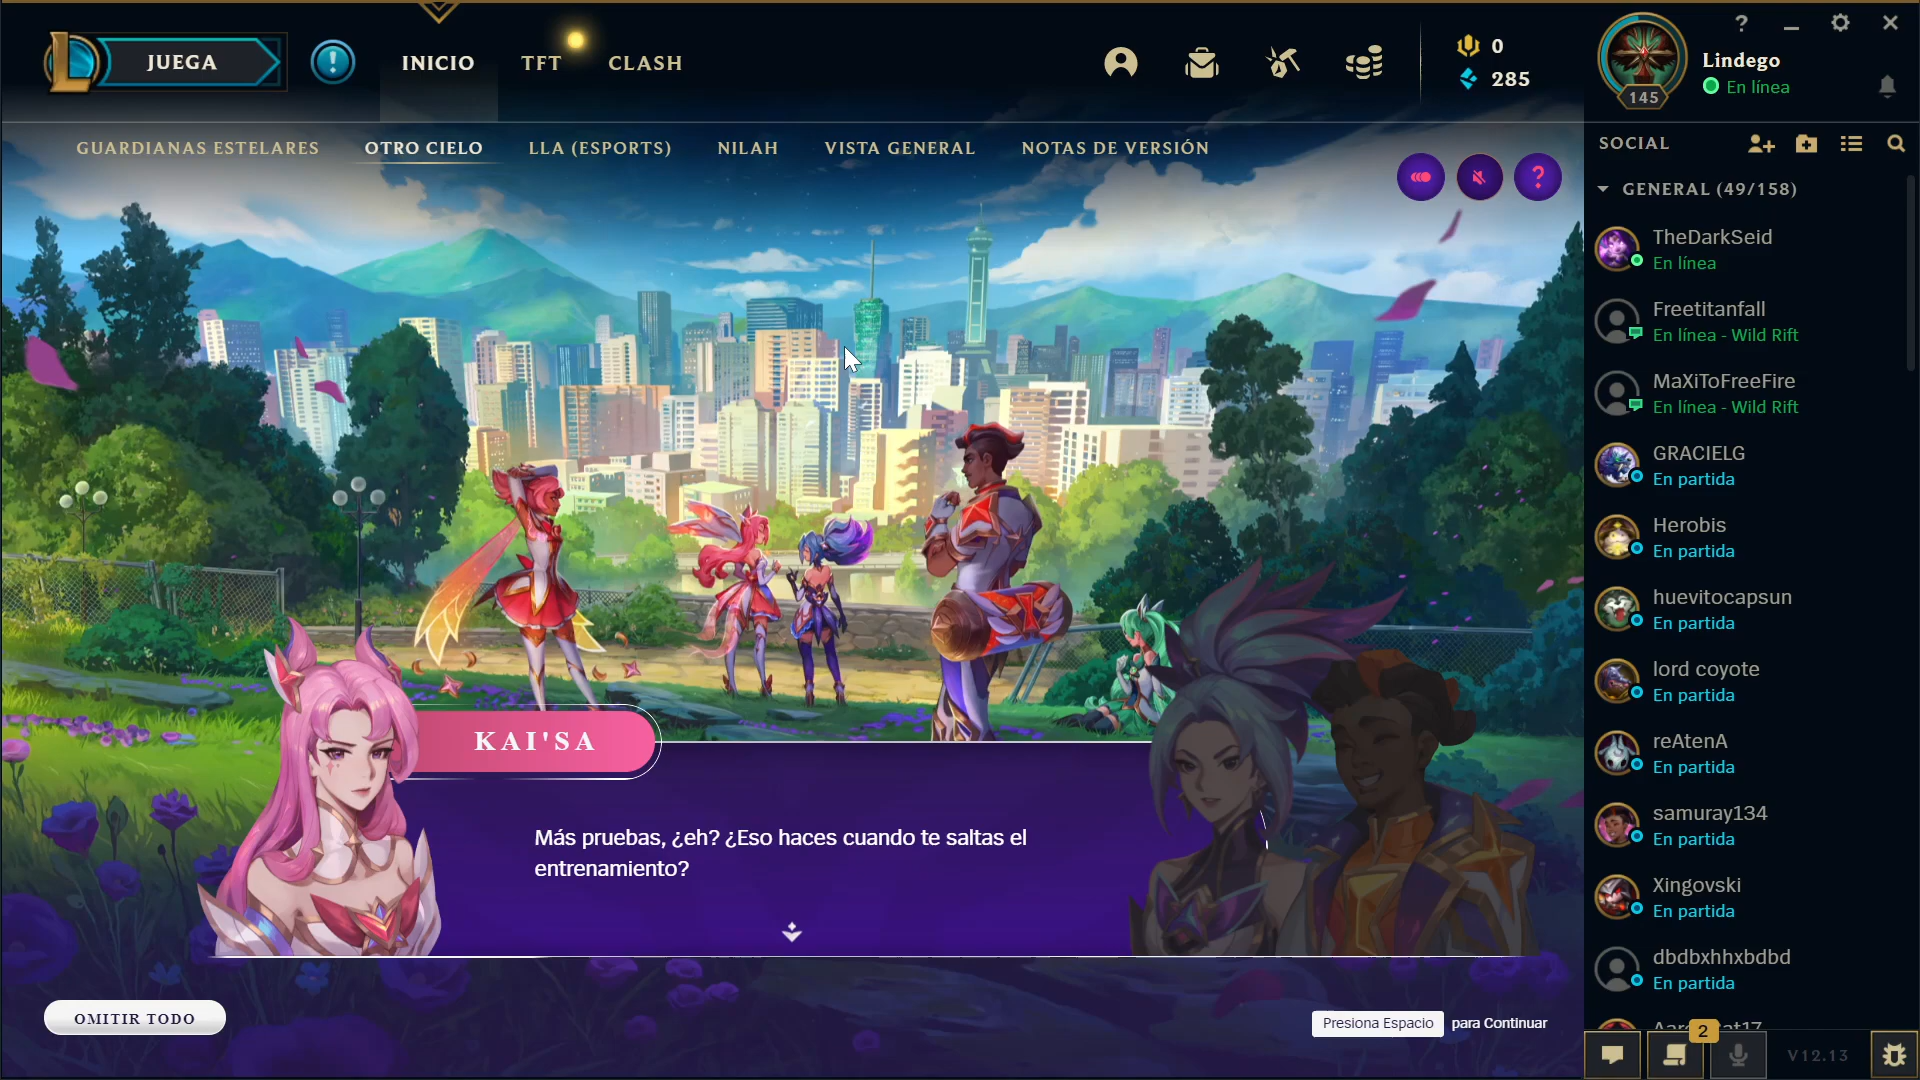 JUEGA
INICIO
TFT
CLASH
0
285
145
Lindego
En línea
GUARDIANAS ESTELARES
OTRO CIELO
LLA (ESPORTS)
NILAH
VISTA GENERAL
NOTAS DE VERSIÓN
SOCIAL
GENERAL (49/158)
TheDarkSeid
En línea
Freetitanfall
En línea - Wild Rift
MaXiToFreeFire
En línea - Wild Rift
GRACIELG
En partida
Herobis
En partida
huevitocapsun
En partida
lord coyote
En partida
reAtenA
En partida
samuray134
En partida
Xingovski
En partida
dbdbxhhxbdbd
En partida
KAI'SA
Más pruebas, ¿eh? ¿Eso haces cuando te saltas el
entrenamiento?
OMITIR TODO
Presiona Espacio para Continuar
2
V12.13